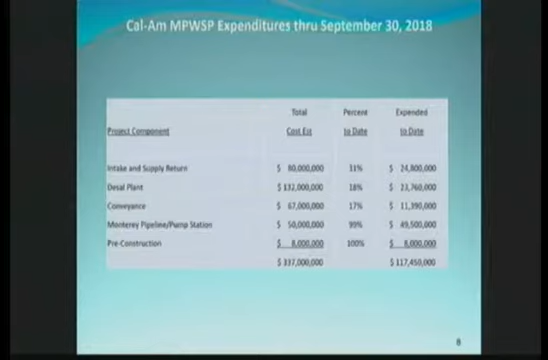 Cal-Am MPWSP Expenditures thru September 30, 2018
Total Percent Expended
Project Component Cost Est to Date to Date
Intake and Supply Return $ 80,000,000 31% $ 24,800,000
Desal Plant $ 132,000,000 18% $ 23,760,000
Conveyance $ 67,000,000 17% $ 11,390,000
Monterey Pipeline/Pump Station $ 50,000,000 99% $ 49,500,000
Pre-Construction $ 8,000,000 100% $ 8,000,000
$ 337,000,000 $ 117,450,000
8